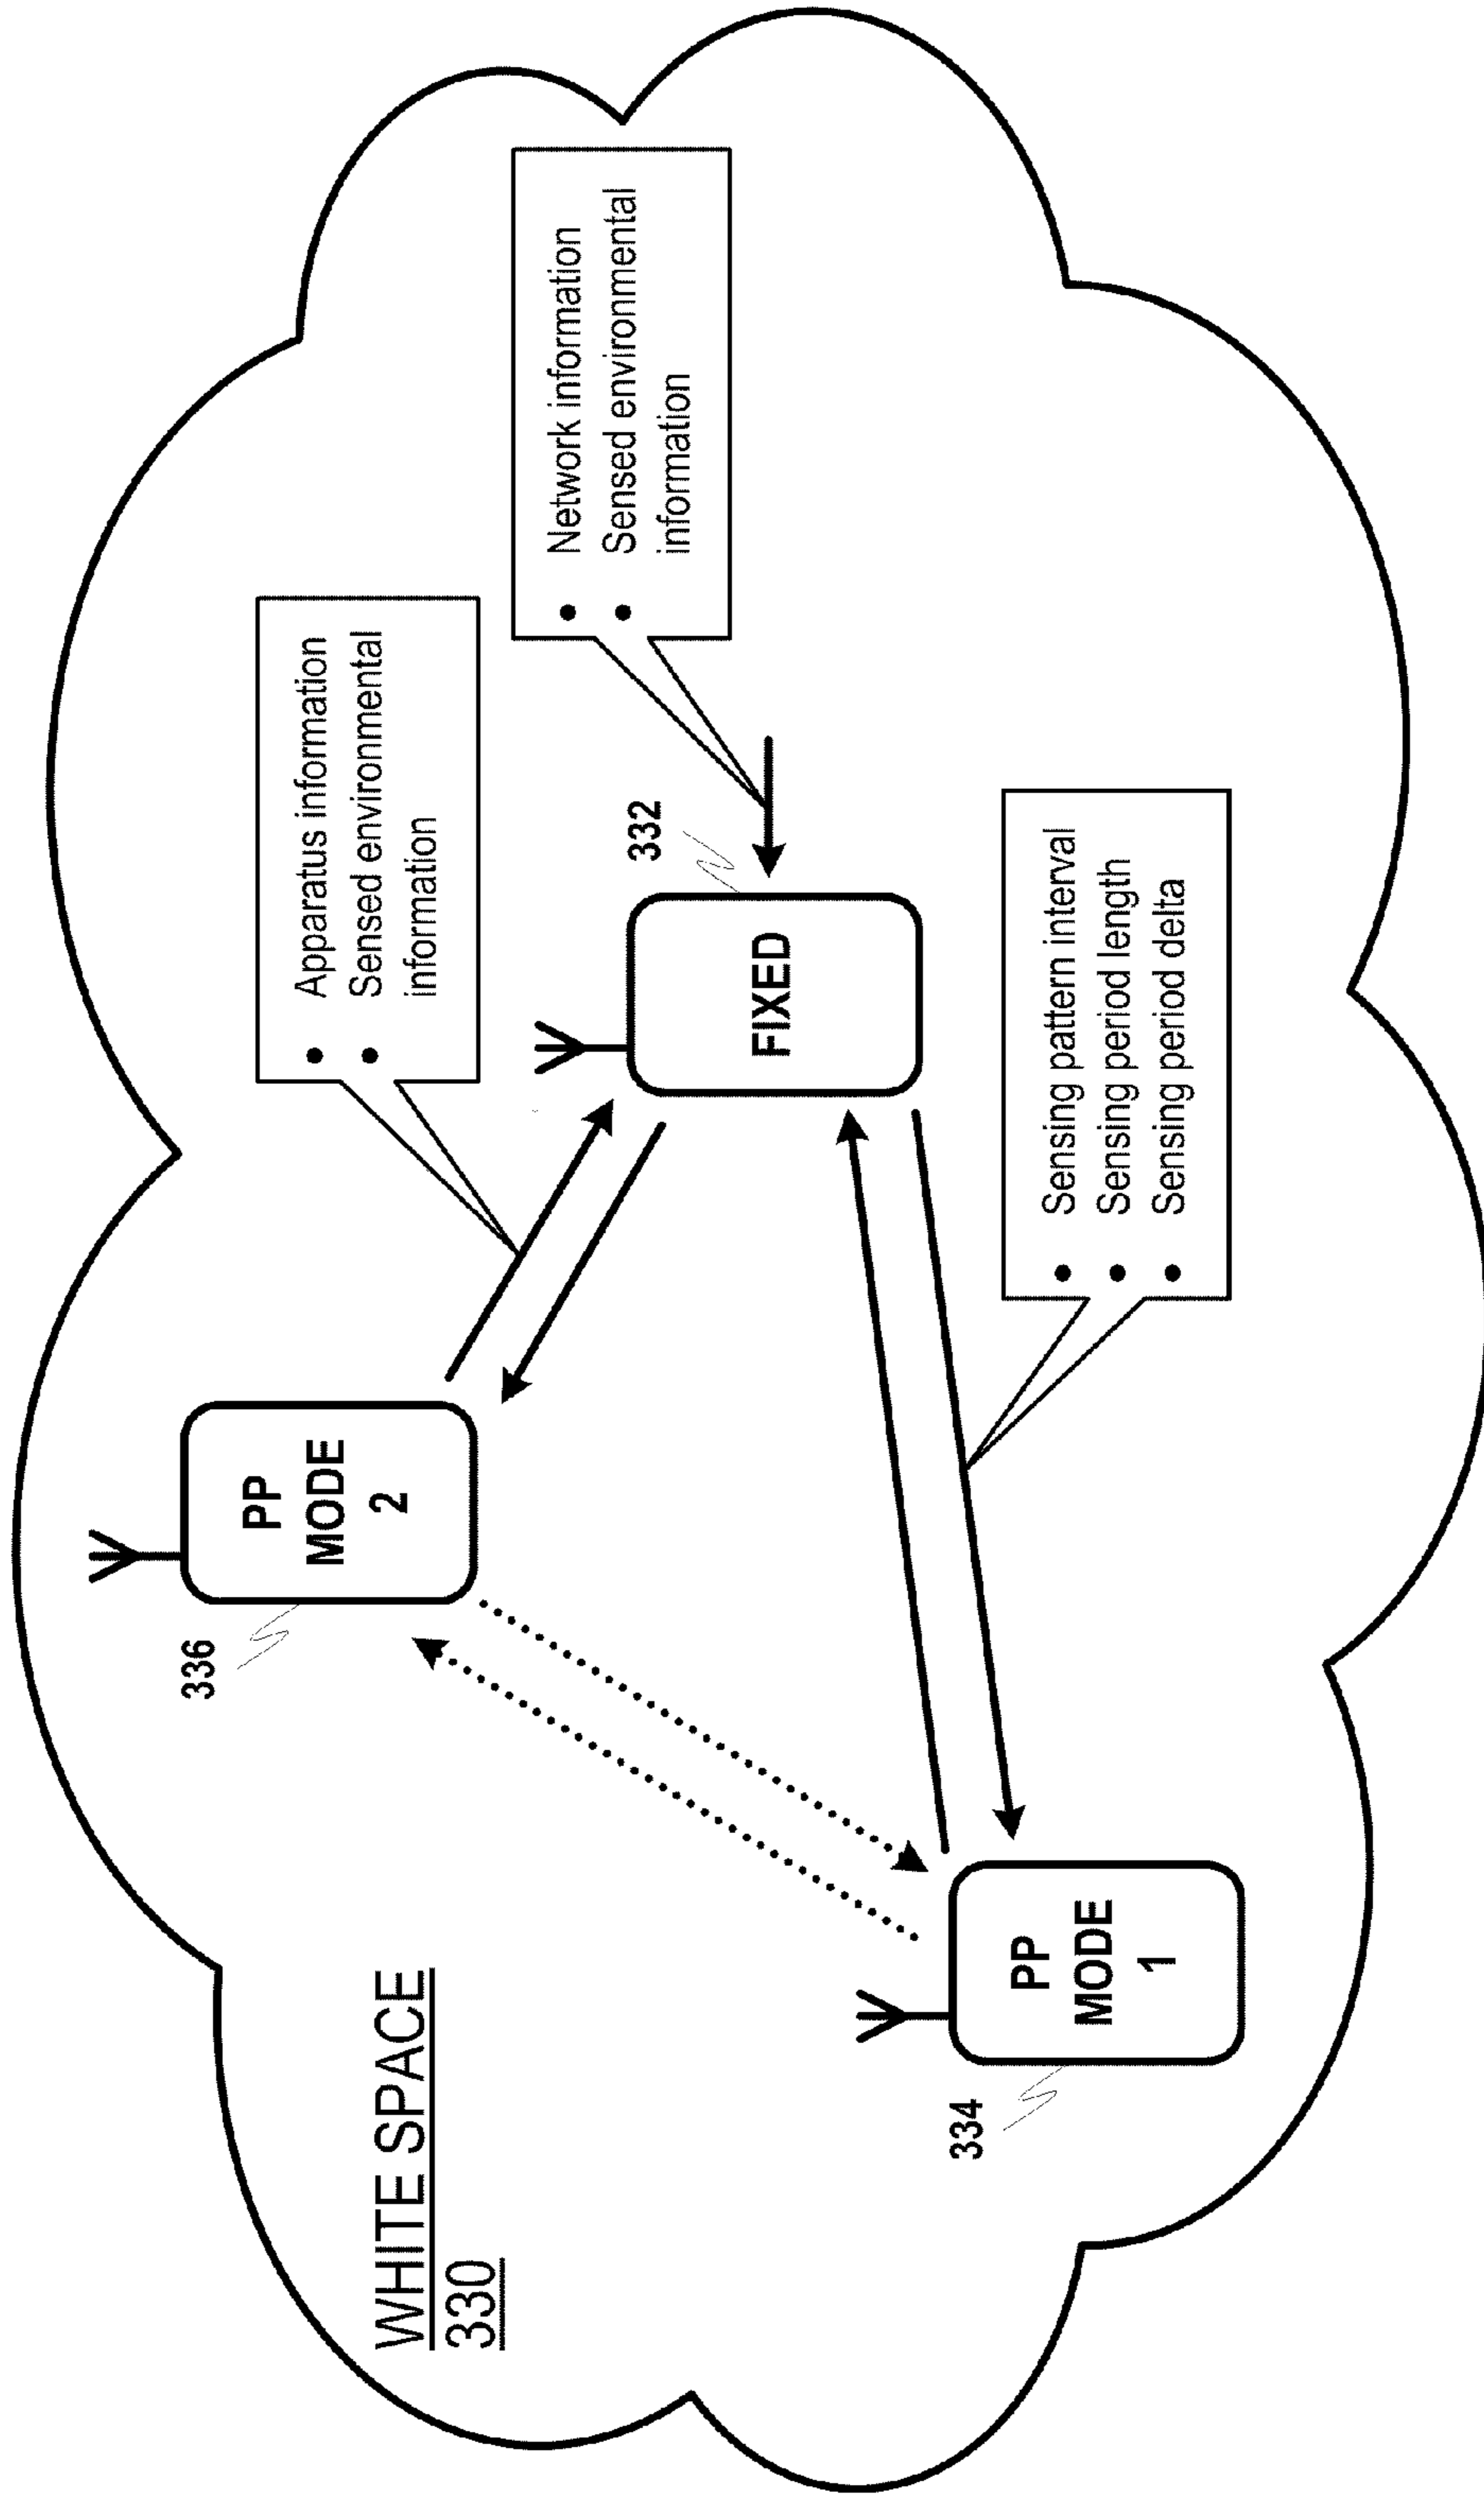 WHITE SPACE
330
336
PP
MODE
2
• Apparatus information
• Sensed environmental
information
332
FIXED
• Network information
• Sensed environmental
information
334
PP
MODE
1
• Sensing pattern interval
• Sensing period length
• Sensing period delta